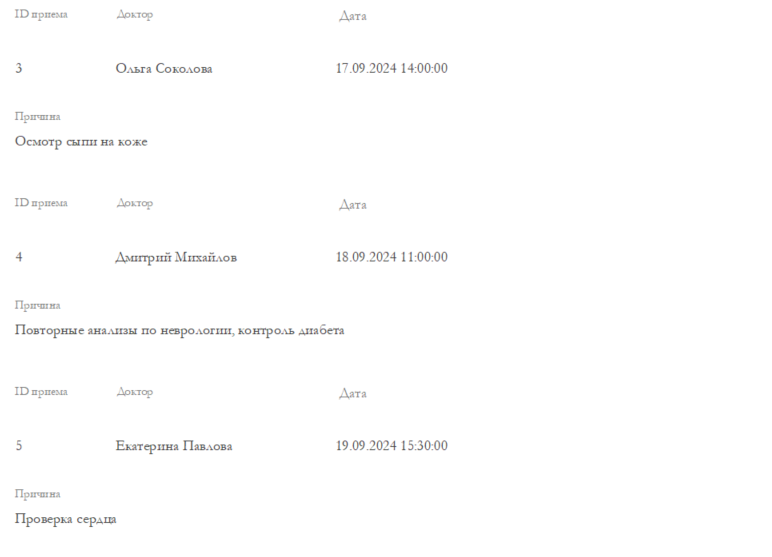 ID приема Доктор Дата
3 Ольга Соколова 17.09.2024 14:00:00
Причина
Осмотр сыпи на коже
ID приема Доктор Дата
4 Дмитрий Михайлов 18.09.2024 11:00:00
Причина
Повторные анализы по неврологии, контроль диабета
ID приема Доктор Дата
5 Екатерина Павлова 19.09.2024 15:30:00
Причина
Проверка сердца